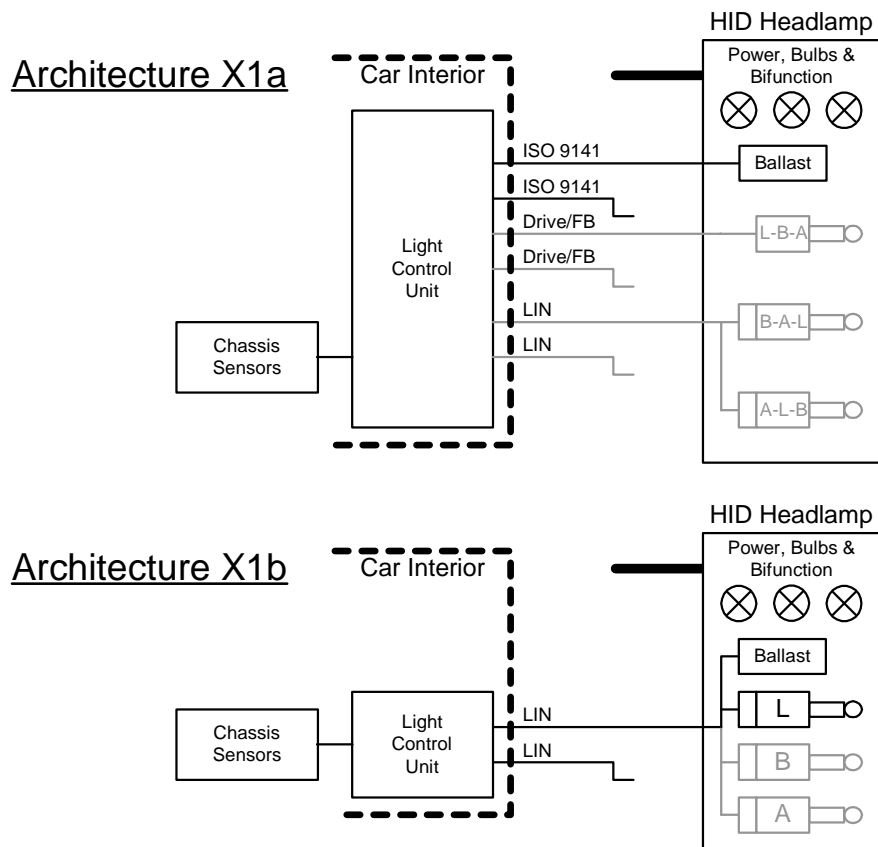 HID Headlamp
Architecture X1a
Car Interior
Power, Bulbs &
Bifunction
ISO 9141
Ballast
ISO 9141
Drive/FB
L-B-A
Light
Control
Unit
Drive/FB
LIN
B-A-L
Chassis
Sensors
LIN
A-L-B
HID Headlamp
Architecture X1b
Car Interior
Power, Bulbs &
Bifunction
Ballast
LIN
L
Chassis
Sensors
Light
Control
Unit
LIN
B
A